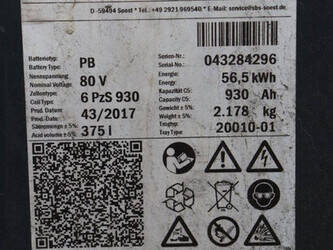 D-59494 Soest • Tel.:+49 2921 969540 • E-Mail: service@sbs-soest.de
Batterietyp: PB
Battery Type:
Nennspannung: 80 V
Nominal Voltage:
Zellentype: 6 PzS 930
Cell Type:
Prod. Datum 43/2017
Prod. Date:
Säuremenge ± 5%: 375 l
Acid volume ± 5%:
Serien-Nr.: 043284296
Serial-No.:
Energie: 56,5 kWh
Energie:
Kapazität C5: 930 Ah
Capacity C5:
Gewicht ± 5%: 2.178 kg
Weight ± 5%:
Trogtyp: 20010-01
Tray Type